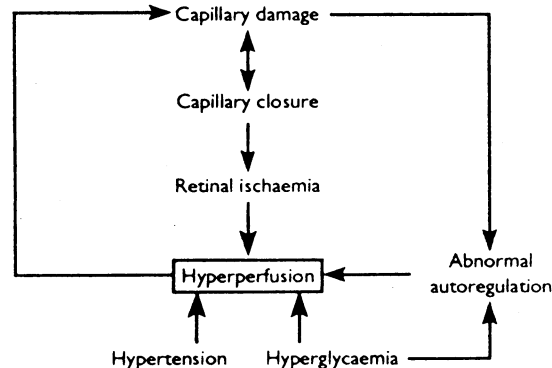 Capillary damage
Capillary closure
Retinal ischaemia
Hyperperfusion
Abnormal
autoregulation
Hypertension
Hyperglycaemia